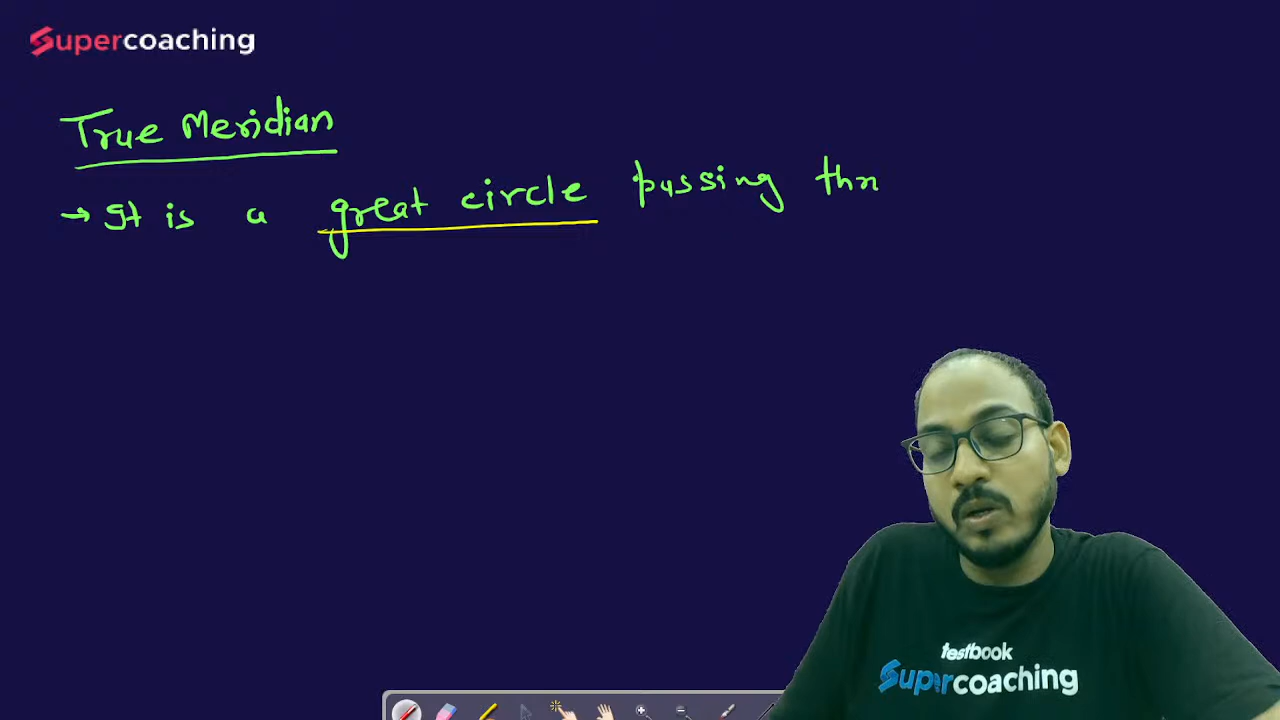 Supercoaching
True Meridian
→ It is a great circle passing thr
testbook
Supercoaching